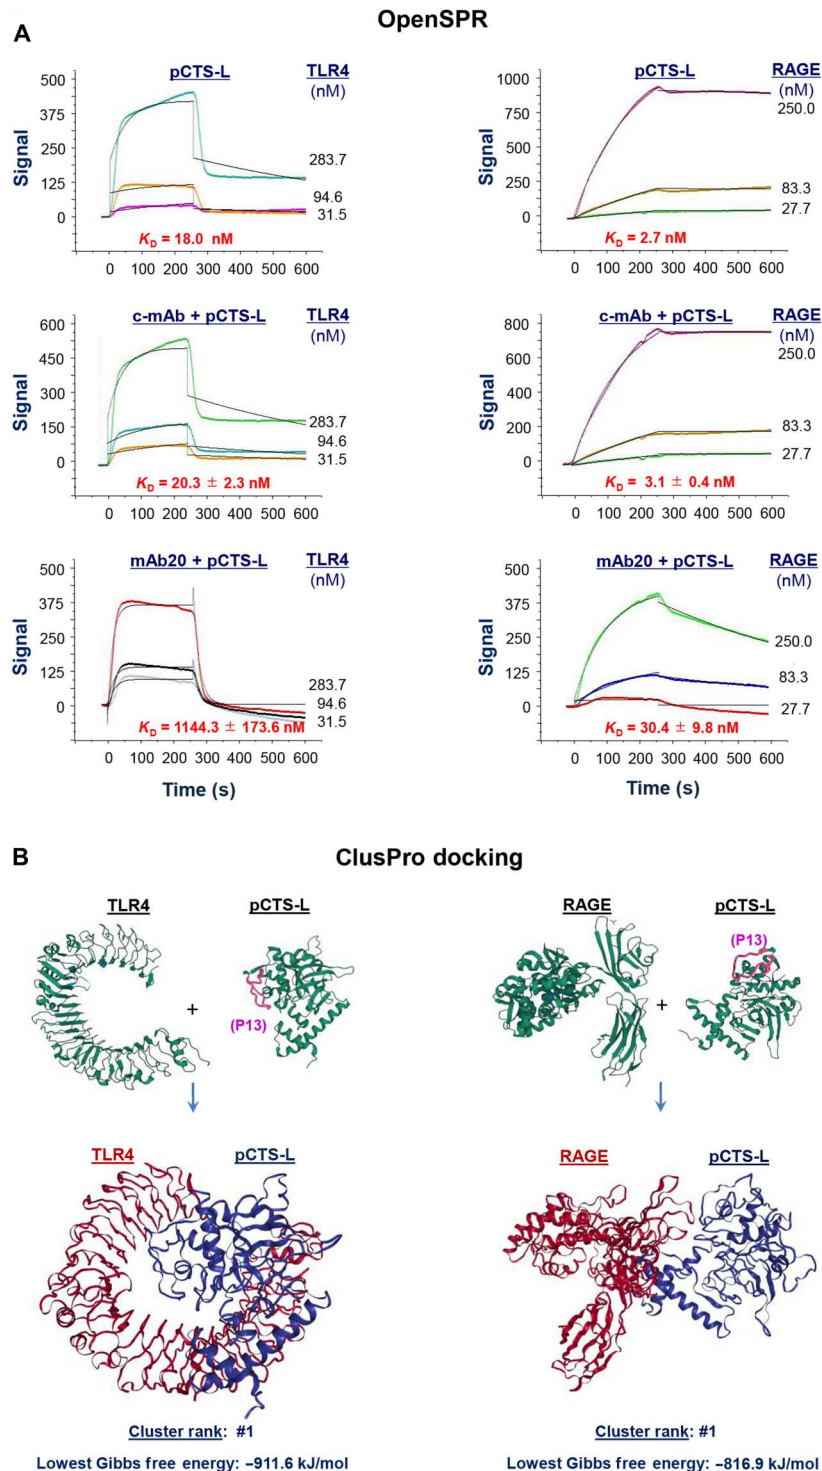 OpenSPR
A
pCTS-L
TLR4
(nM)
500
375
250
125
0
Signal
283.7
94.6
31.5
KD = 18.0 nM
0 100 200 300 400 500 600
pCTS-L
RAGE
(nM)
1000
750
500
250
0
Signal
250.0
83.3
27.7
KD = 2.7 nM
0 100 200 300 400 500 600
c-mAb + pCTS-L
TLR4
(nM)
600
450
300
150
0
Signal
283.7
94.6
31.5
KD = 20.3 ± 2.3 nM
0 100 200 300 400 500 600
c-mAb + pCTS-L
RAGE
(nM)
800
600
400
200
0
Signal
250.0
83.3
27.7
KD = 3.1 ± 0.4 nM
0 100 200 300 400 500 600
mAb20 + pCTS-L
TLR4
(nM)
500
375
250
125
0
Signal
283.7
94.6
31.5
KD = 1144.3 ± 173.6 nM
0 100 200 300 400 500 600
Time (s)
mAb20 + pCTS-L
RAGE
(nM)
500
375
250
125
0
Signal
250.0
83.3
27.7
KD = 30.4 ± 9.8 nM
0 100 200 300 400 500 600
Time (s)
B
ClusPro docking
TLR4
pCTS-L
+
(P13)
RAGE
pCTS-L
(P13)
+
TLR4
pCTS-L
RAGE
pCTS-L
Cluster rank: #1
Lowest Gibbs free energy: −911.6 kJ/mol
Cluster rank: #1
Lowest Gibbs free energy: −816.9 kJ/mol